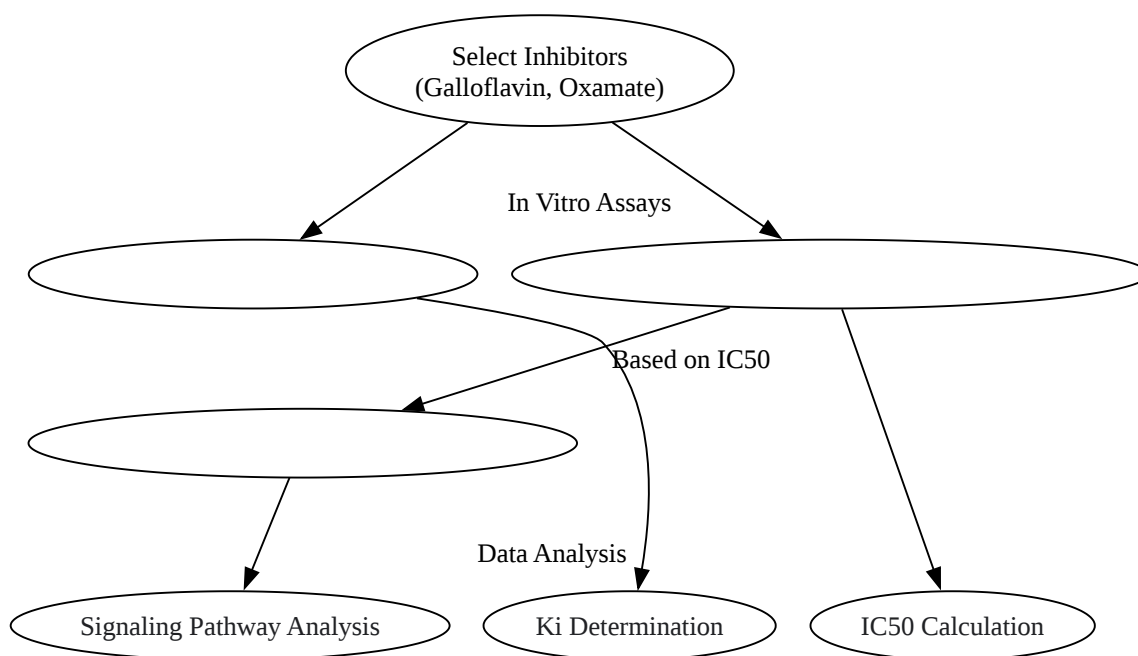 Select Inhibitors
(Galloflavin, Oxamate)
In Vitro Assays
Based on IC50
Data Analysis
Signaling Pathway Analysis
Ki Determination
IC50 Calculation